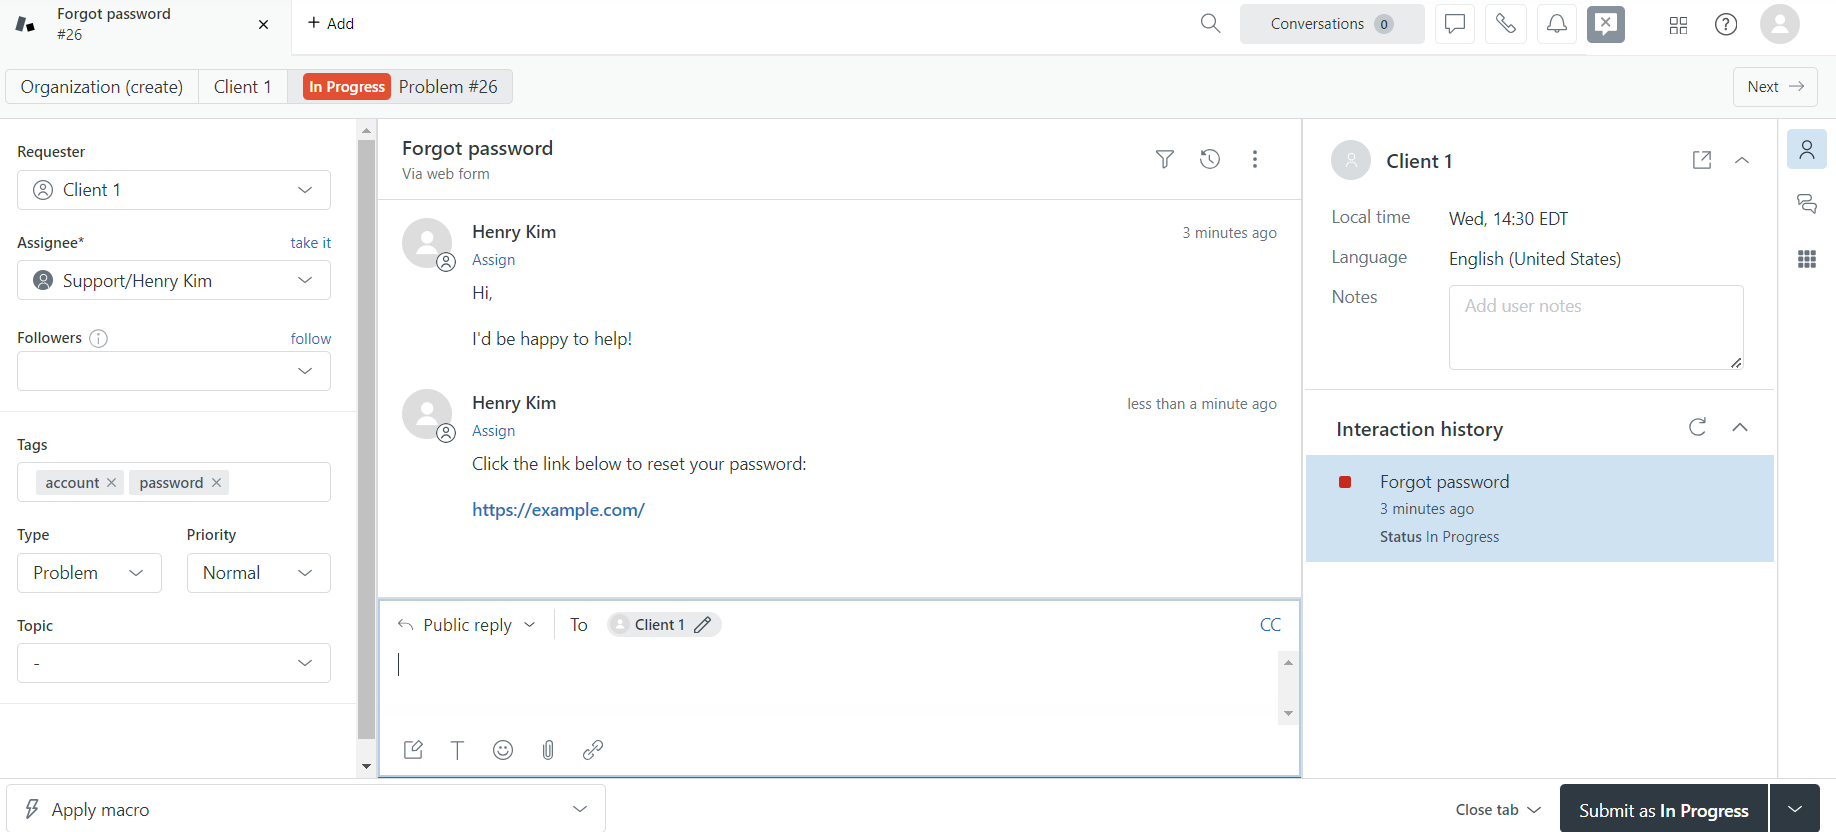 Forgot password
#26
+ Add
Conversations 0
Organization (create)
Client 1
In Progress Problem #26
Next
Requester
Client 1
Assignee*
take it
Support/Henry Kim
Followers
follow
Tags
account
password
Type
Priority
Problem
Normal
Topic
-
Forgot password
Via web form
Henry Kim
3 minutes ago
Assign
Hi,
I'd be happy to help!
Henry Kim
less than a minute ago
Assign
Click the link below to reset your password:
https://example.com/
Public reply
To
Client 1
CC
Client 1
Local time
Wed, 14:30 EDT
Language
English (United States)
Notes
Add user notes
Interaction history
Forgot password
3 minutes ago
Status In Progress
Apply macro
Close tab
Submit as In Progress